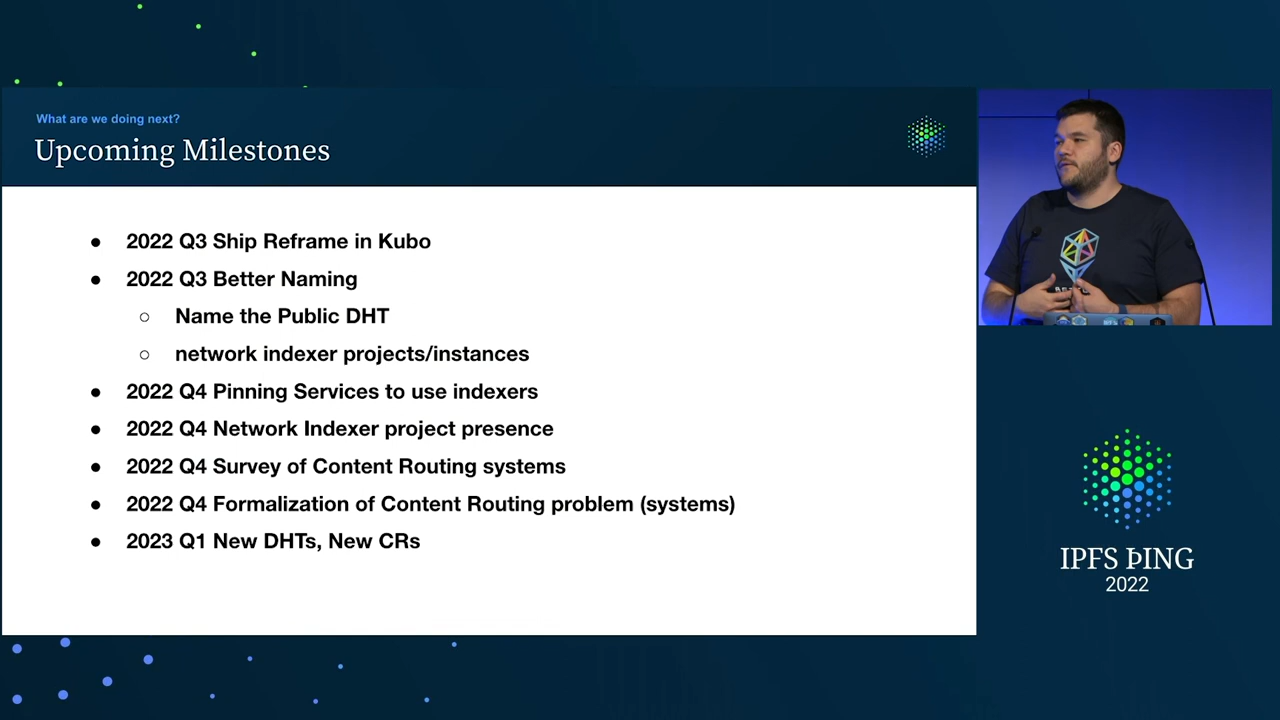 What are we doing next?
Upcoming Milestones
● 2022 Q3 Ship Reframe in Kubo
● 2022 Q3 Better Naming
○ Name the Public DHT
○ network indexer projects/instances
● 2022 Q4 Pinning Services to use indexers
● 2022 Q4 Network Indexer project presence
● 2022 Q4 Survey of Content Routing systems
● 2022 Q4 Formalization of Content Routing problem (systems)
● 2023 Q1 New DHTs, New CRs
IPFS ÞING
2022